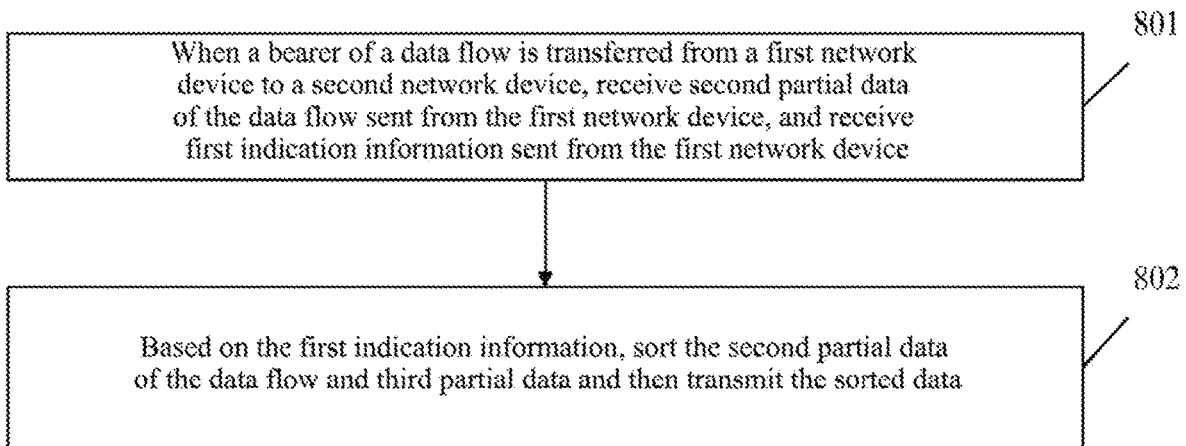 801
When a bearer of a data flow is transferred from a first network
device to a second network device, receive second partial data
of the data flow sent from the first network device, and receive
first indication information sent from the first network device
802
Based on the first indication information, sort the second partial data
of the data flow and third partial data and then transmit the sorted data